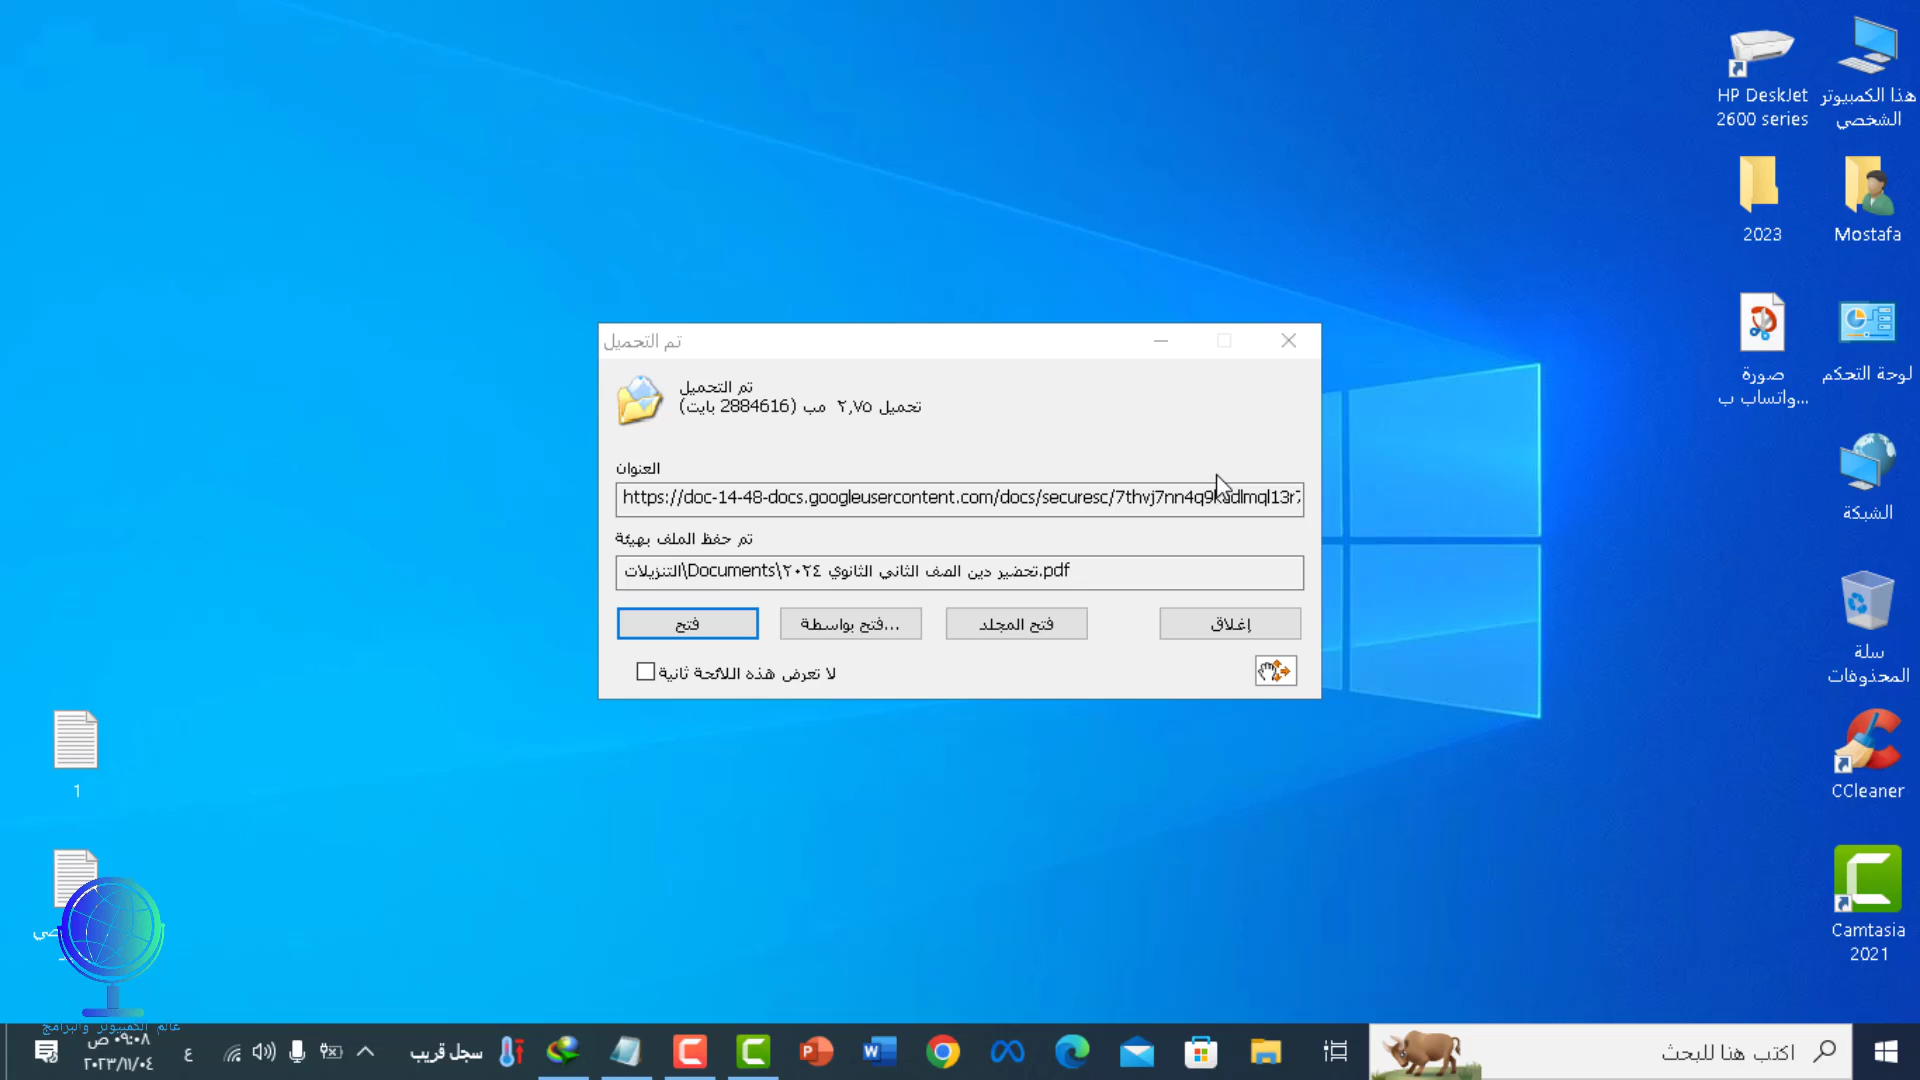 HP DeskJet
2600 series
هذا الكمبيوتر
الشخصي
2023
Mostafa
صورة
واتساب ب...
لوحة التحكم
الشبكة
سلة
المحذوفات
CCleaner
Camtasia
2021
1
تم التحميل
تم التحميل
تحميل ٢,٧٥ مب (2884616 بايت)
العنوان
https://doc-14-48-docs.googleusercontent.com/docs/securesc/7thvj7nn4q9
تم حفظ الملف بهيئة
التنزيلات\Documents\تحضير دين الصف الثاني الثانوي ٢٠٢٤.pdf
فتح
فتح بواسطة...
فتح المجلد
إغلاق
لا تعرض هذه اللائحة ثانية
عالم الكمبيوتر والبرامج
٠٩:٠٨ ص
٢٠٢٣/١١/٠٤
ع
سجل قريب
اكتب هنا للبحث